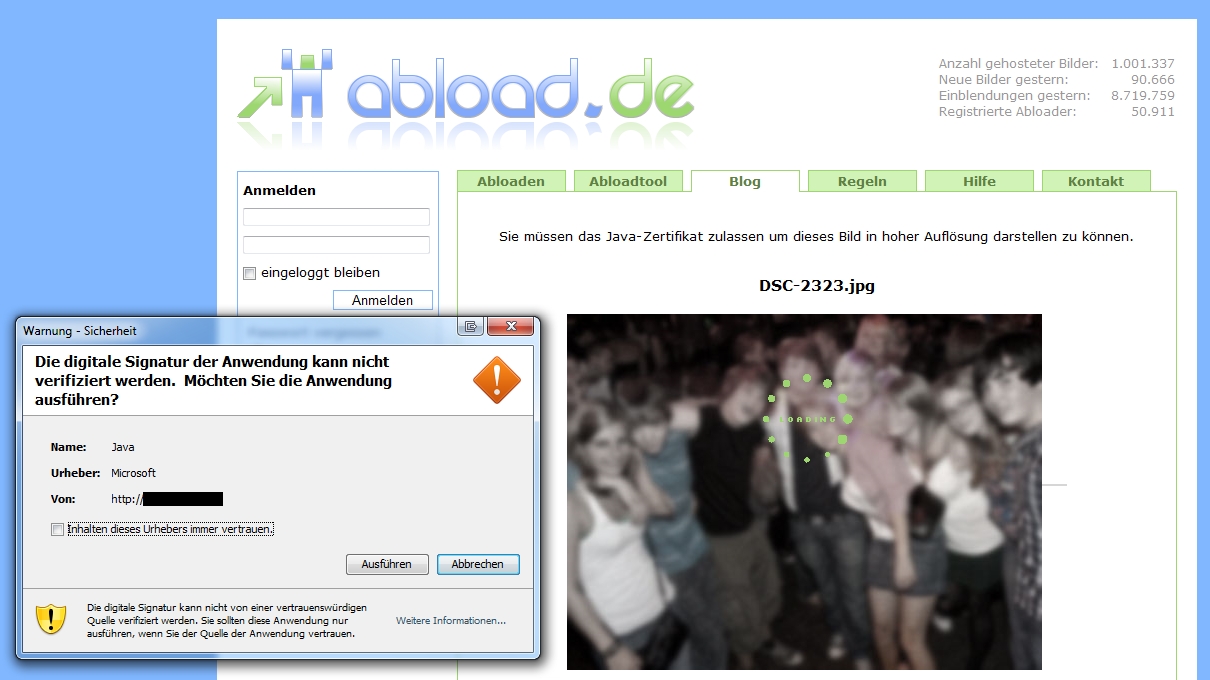 abload.de
Anzahl gehosteter Bilder: 1.001.337
Neue Bilder gestern: 90.666
Einblendungen gestern: 8.719.759
Registrierte Abloader: 50.911
Anmelden
eingeloggt bleiben
Anmelden
Abloaden Abloadtool Blog Regeln Hilfe Kontakt
Sie müssen das Java-Zertifikat zulassen um dieses Bild in hoher Auflösung darstellen zu können.
DSC-2323.jpg
LOADING
Warnung - Sicherheit
Die digitale Signatur der Anwendung kann nicht
verifiziert werden. Möchten Sie die Anwendung
ausführen?
Name: Java
Urheber: Microsoft
Von: http://
Inhalten dieses Urhebers immer vertrauen.
Ausführen Abbrechen
Die digitale Signatur kann nicht von einer vertrauenswürdigen
Quelle verifiziert werden. Sie sollten diese Anwendung nur
ausführen, wenn Sie der Quelle der Anwendung vertrauen.
Weitere Informationen...